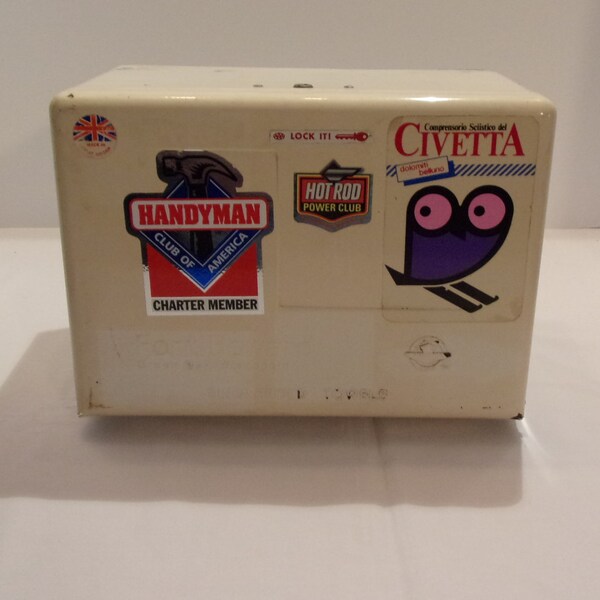 LOCK IT!
Comprensorio Sciistico del
CIVETTA
dolomiti
belluno
HANDYMAN
CLUB OF
AMERICA
CHARTER MEMBER
HOT ROD
POWER CLUB